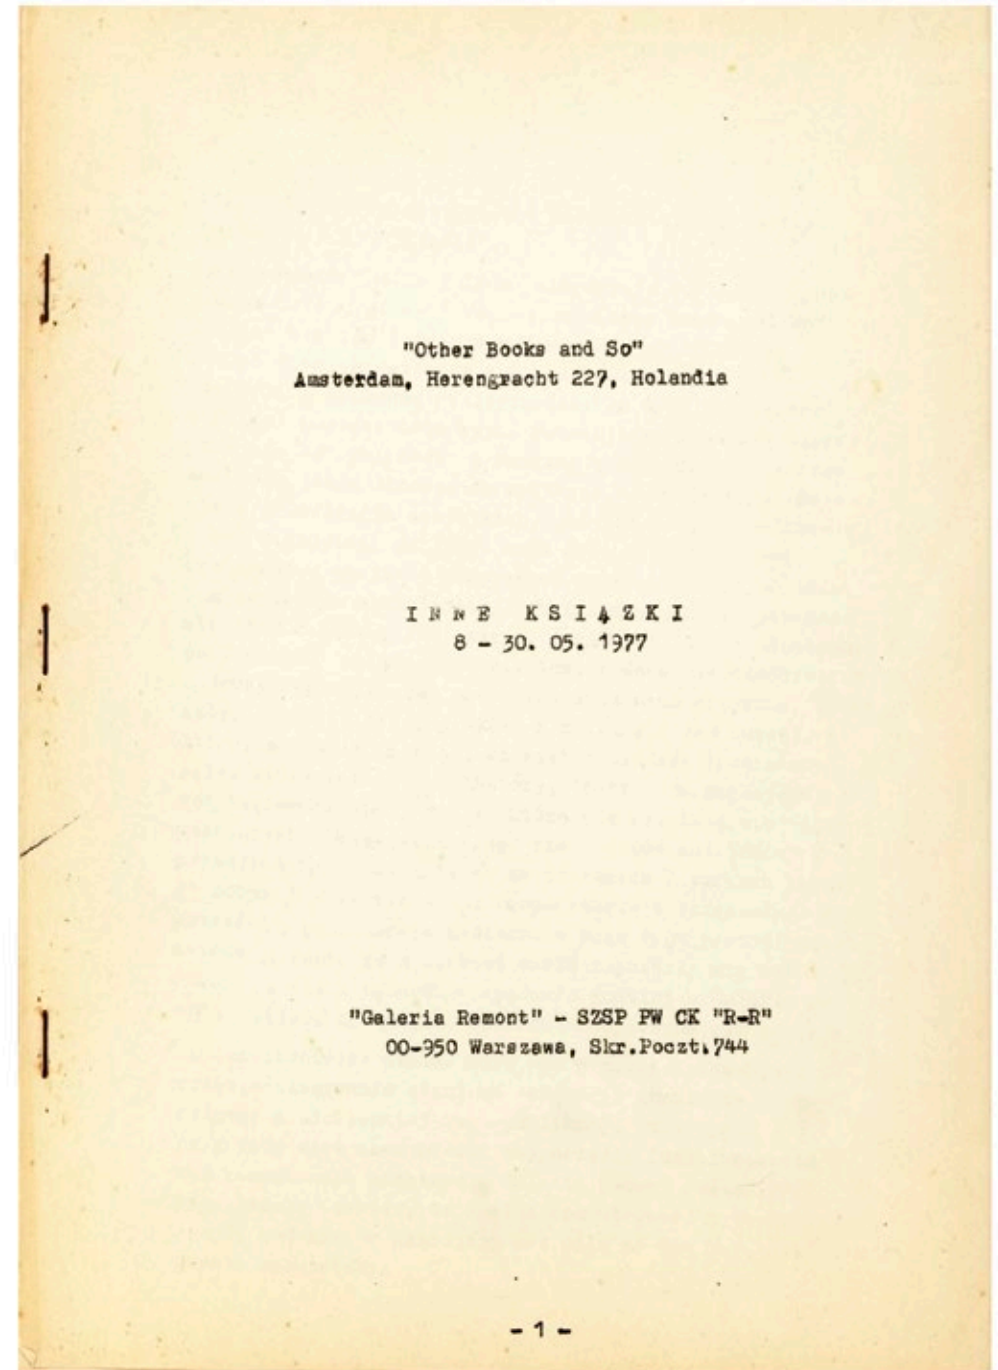 "Other Books and So"
Amsterdam, Herengracht 227, Holandia
I N N E K S I Ą Z K I
8 - 30. 05. 1977
"Galeria Remont" - SZSP PW CK "R-R"
00-950 Warszawa, Skr.Poczt.744
- 1 -